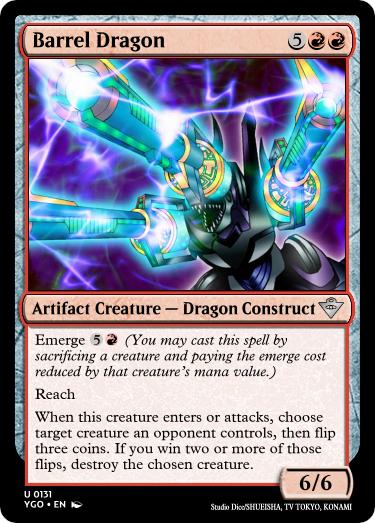 Barrel Dragon 5RR
Artifact Creature — Dragon Construct
Emerge 5R (You may cast this spell by
sacrificing a creature and paying the emerge cost
reduced by that creature's mana value.)
Reach
When this creature enters or attacks, choose
target creature an opponent controls, then flip
three coins. If you win two or more of those
flips, destroy the chosen creature.
6/6
U 0131
YGO • EN
Studio Dice/SHUEISHA, TV TOKYO, KONAMI